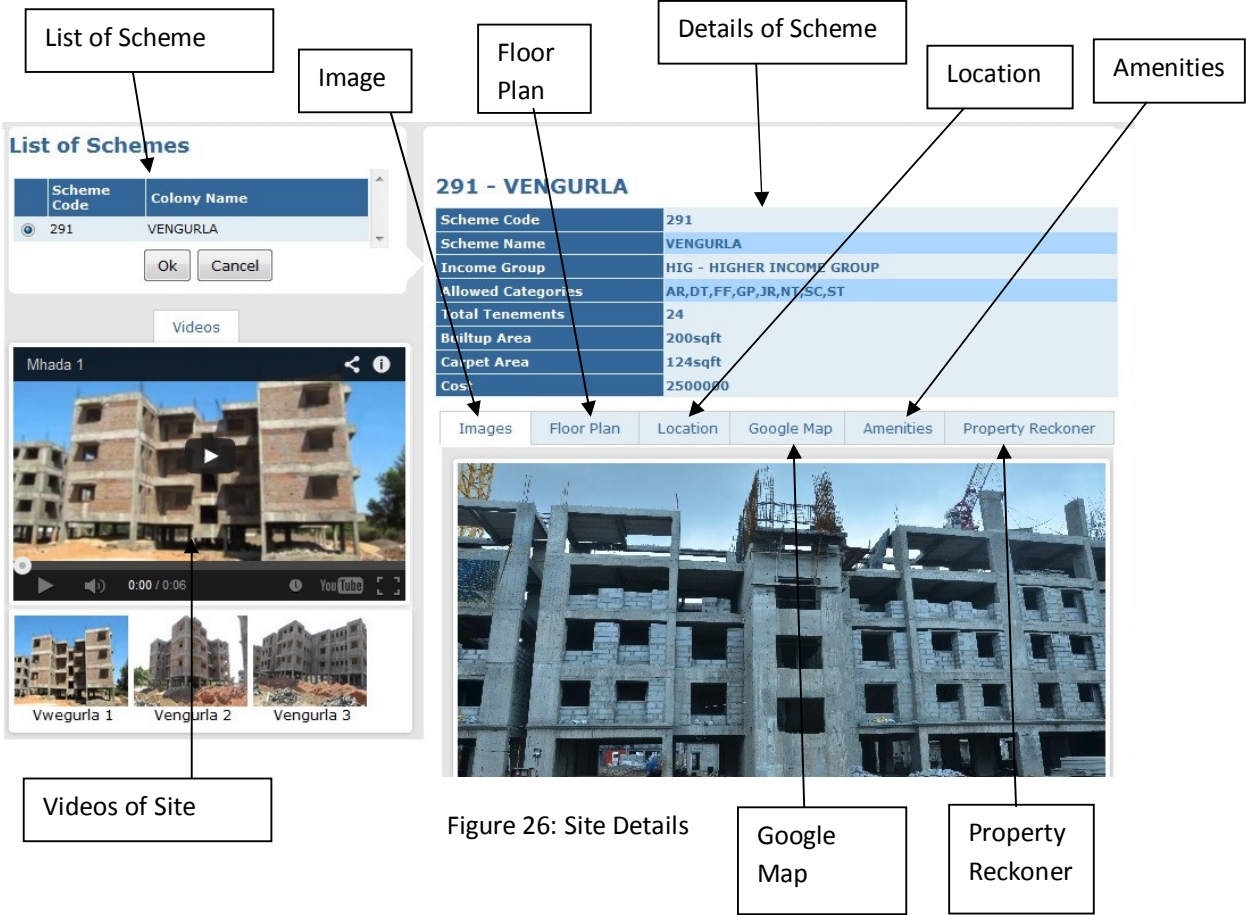 List of Scheme
Image
Floor
Plan
Details of Scheme
Location
Amenities
List of Schemes
Scheme Code Colony Name
291 VENGURLA
Ok Cancel
Videos
Mhada 1
0:00 / 0:06 YouTube
Vwegurla 1 Vengurla 2 Vengurla 3
Videos of Site
291 - VENGURLA
Scheme Code 291
Scheme Name VENGURLA
Income Group HIG - HIGHER INCOME GROUP
Allowed Categories AR,DT,FF,GP,JR,NT,SC,ST
Total Tenements 24
Builtup Area 200sqft
Carpet Area 124sqft
Cost 2500000
Images Floor Plan Location Google Map Amenities Property Reckoner
Figure 26: Site Details
Google
Map
Property
Reckoner